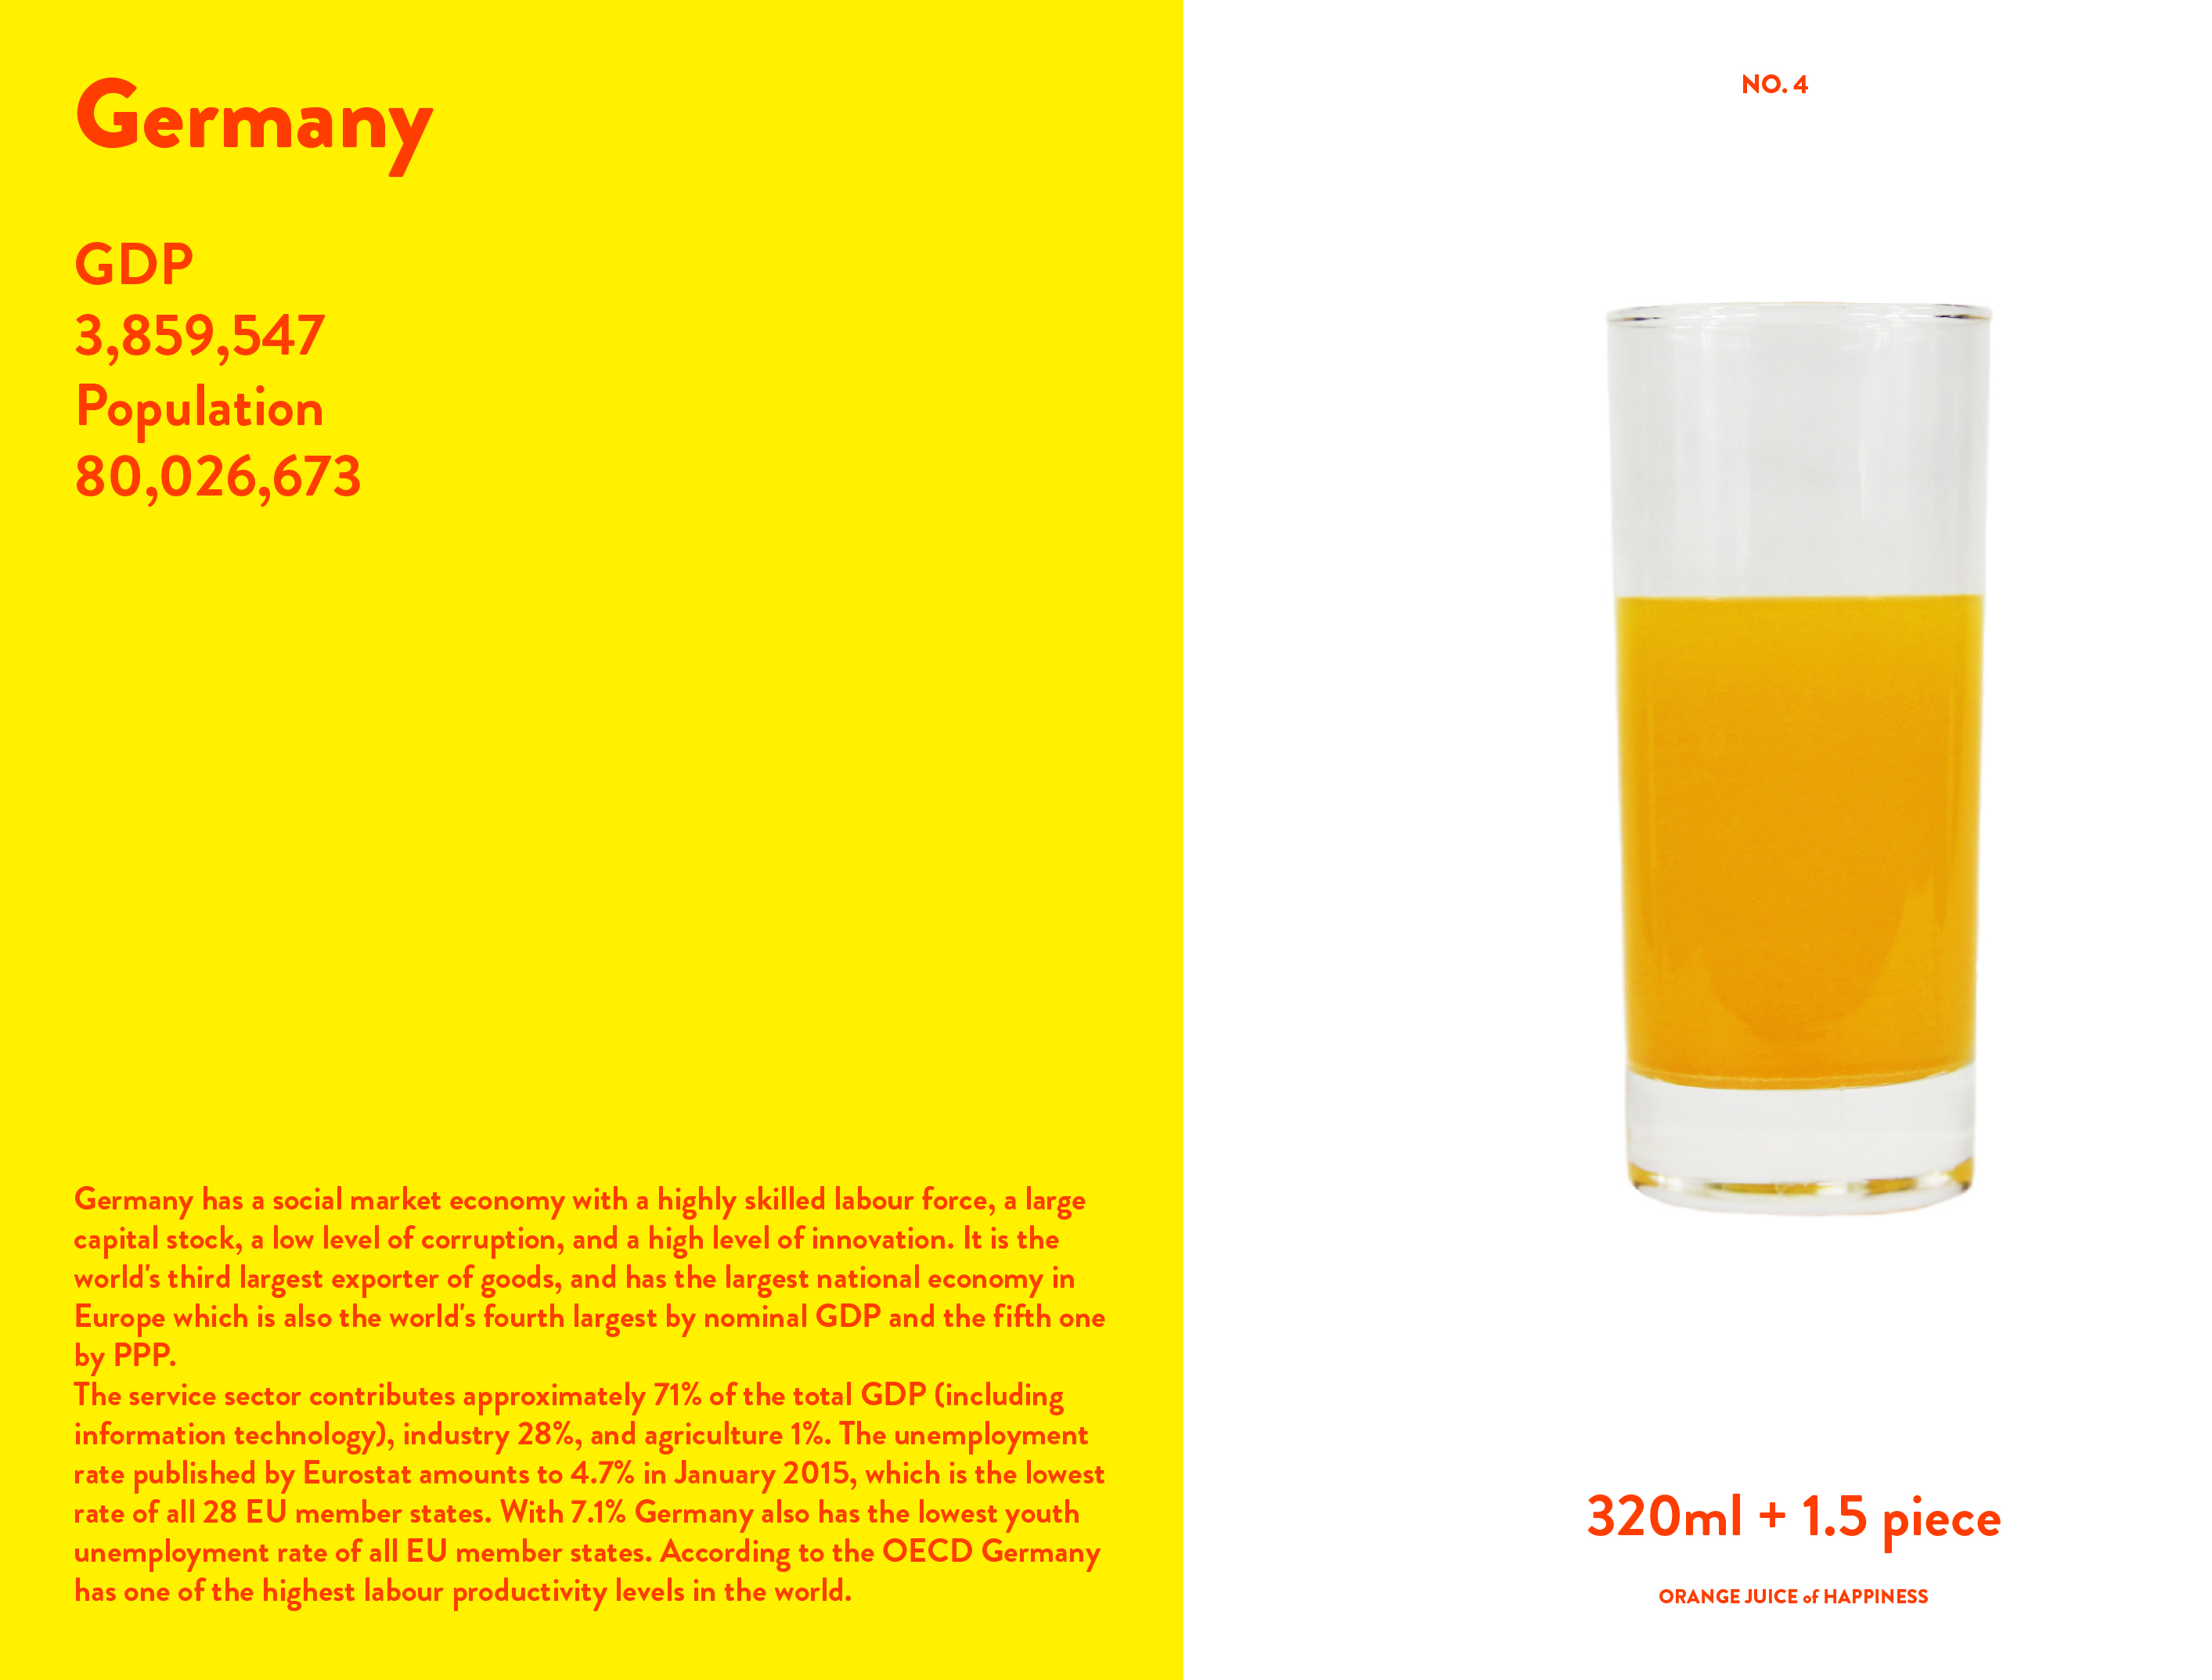 Germany
GDP
3,859,547
Population
80,026,673
Germany has a social market economy with a highly skilled labour force, a large
capital stock, a low level of corruption, and a high level of innovation. It is the
world's third largest exporter of goods, and has the largest national economy in
Europe which is also the world's fourth largest by nominal GDP and the fifth one
by PPP.
The service sector contributes approximately 71% of the total GDP (including
information technology), industry 28%, and agriculture 1%. The unemployment
rate published by Eurostat amounts to 4.7% in January 2015, which is the lowest
rate of all 28 EU member states. With 7.1% Germany also has the lowest youth
unemployment rate of all EU member states. According to the OECD Germany
has one of the highest labour productivity levels in the world.
NO. 4
320ml + 1.5 piece
ORANGE JUICE of HAPPINESS